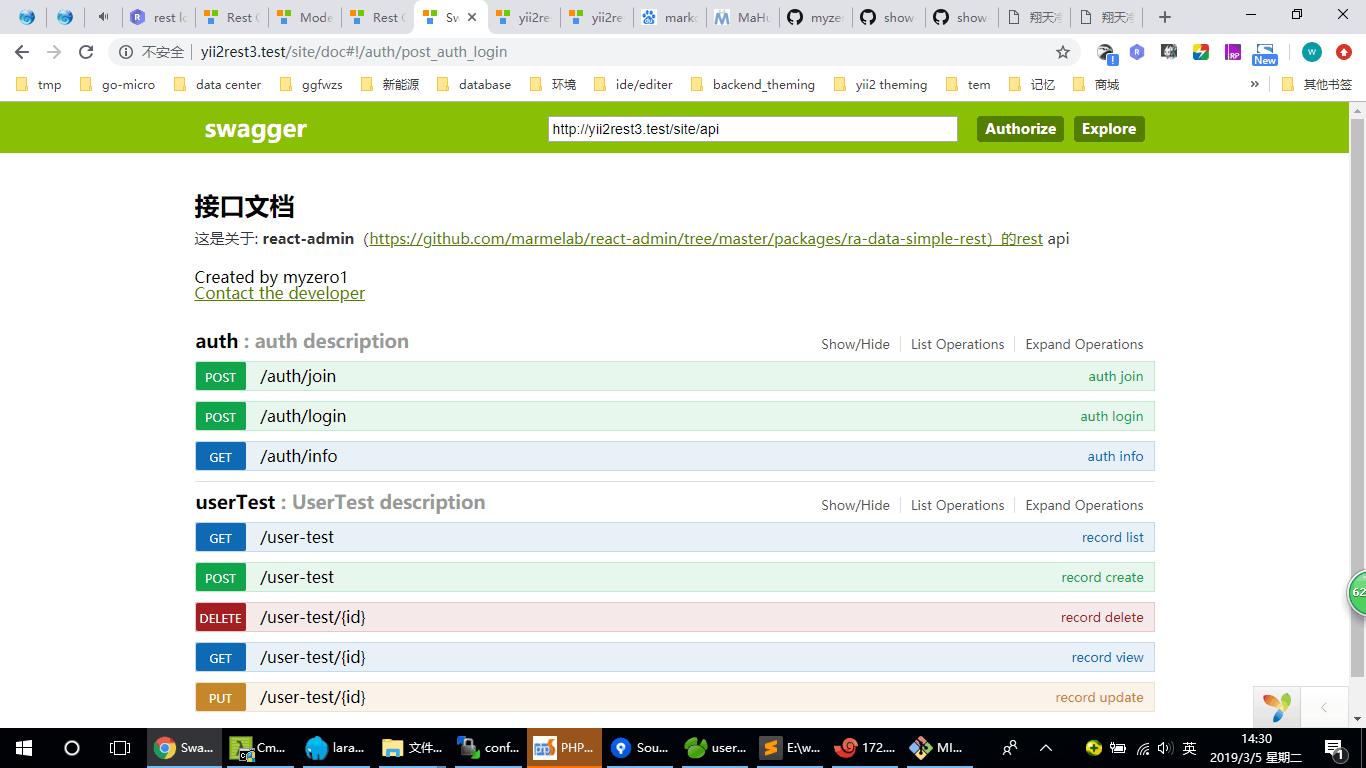 rest lo
Rest C
Mode
Rest C
Sw
yii2re
yii2re
marko
MaHu
myze
show
show
翔天
翔天
不安全 yii2rest3.test/site/doc#!/auth/post_auth_login
New
W
tmp go-micro data center ggfwzs 新能源 database 环境 ide/editer backend_theming yii2 theming tem 记忆 商城 » 其他书签
swagger http://yii2rest3.test/site/api Authorize Explore
接口文档
这是关于: react-admin（https://github.com/marmelab/react-admin/tree/master/packages/ra-data-simple-rest）的rest api
Created by myzero1
Contact the developer
auth : auth description Show/Hide List Operations Expand Operations
POST /auth/join auth join
POST /auth/login auth login
GET /auth/info auth info
userTest : UserTest description Show/Hide List Operations Expand Operations
GET /user-test record list
POST /user-test record create
62
DELETE /user-test/{id} record delete
GET /user-test/{id} record view
PUT /user-test/{id} record update
Swa... Cm... lara... 文件... conf... PHP... Sou... user... E:\w... 172.... MI... 英 14:30
2019/3/5 星期二 1